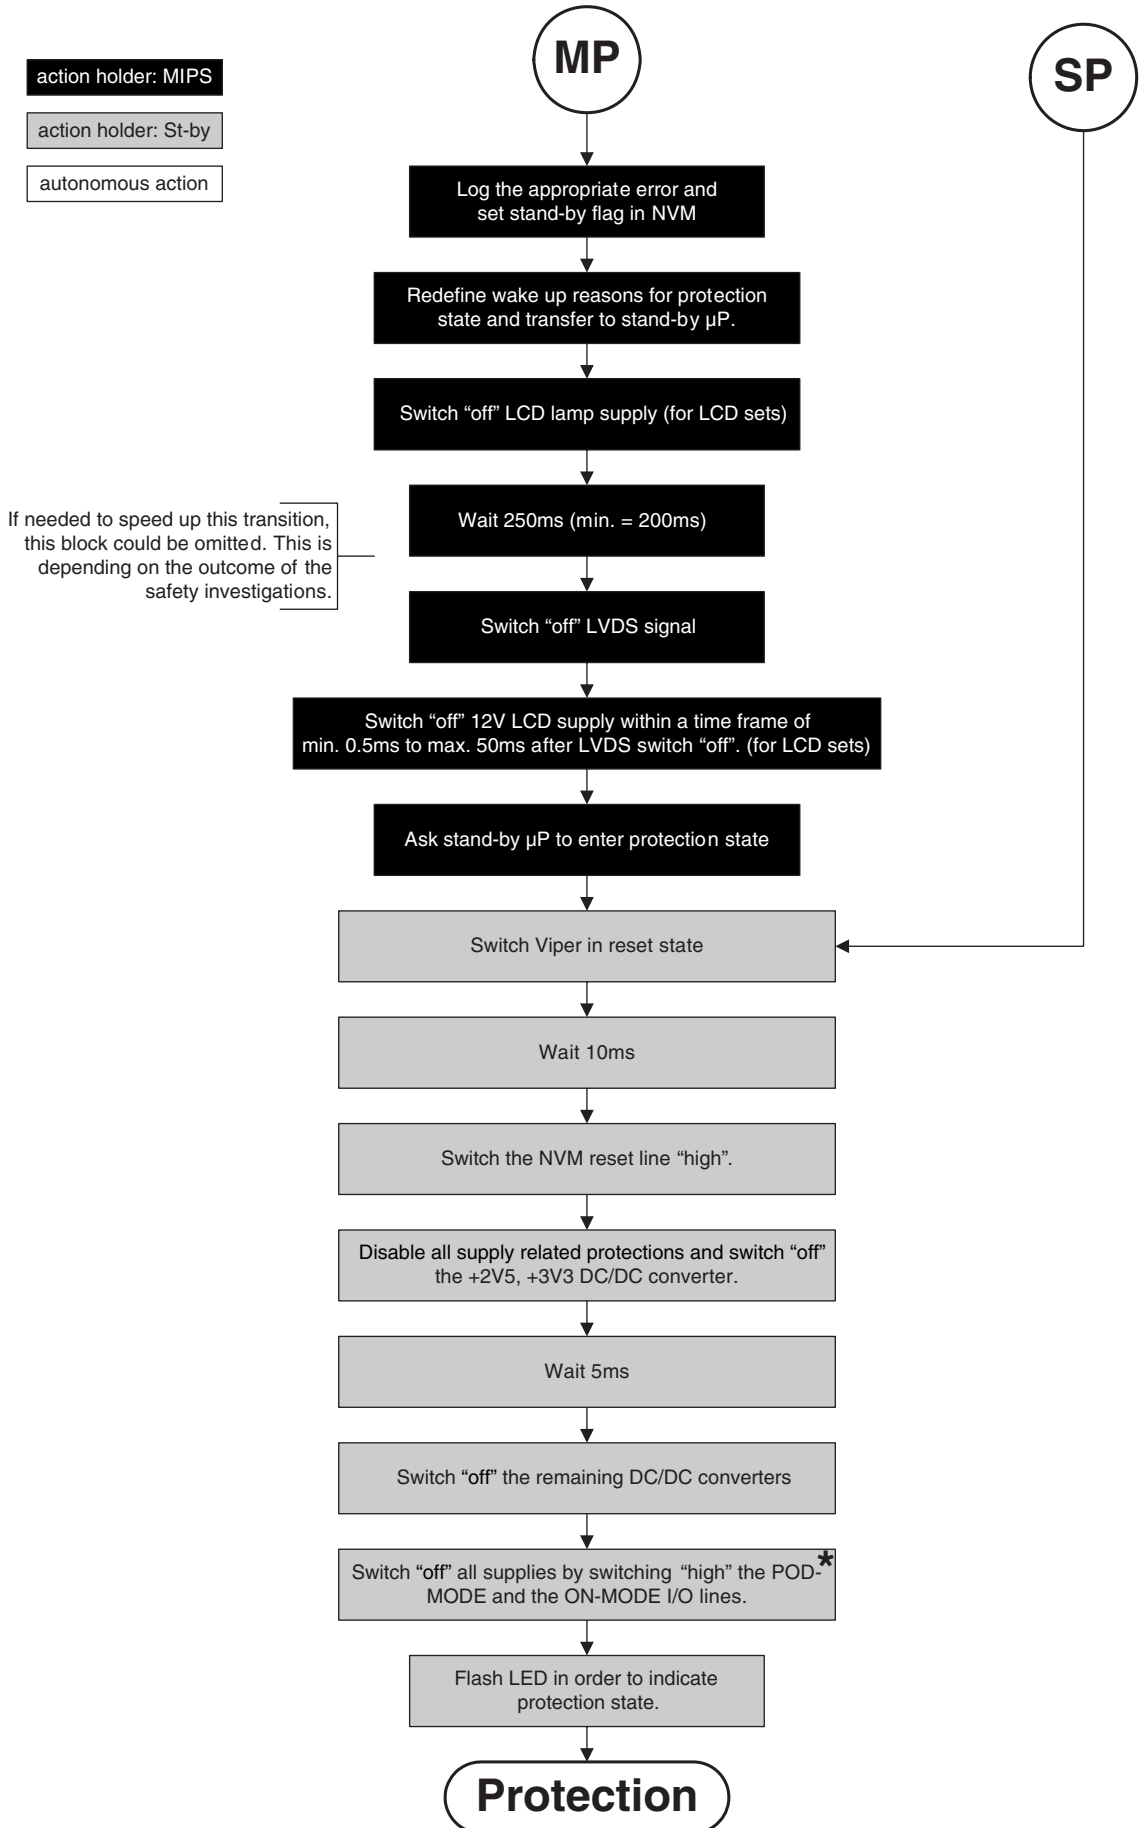 MP
SP
action holder: MIPS
action holder: St-by
autonomous action
Log the appropriate error and
set stand-by flag in NVM
Redefine wake up reasons for protection
state and transfer to stand-by µP.
Switch “off” LCD lamp supply (for LCD sets)
If needed to speed up this transition,
this block could be omitted. This is
depending on the outcome of the
safety investigations.
Wait 250ms (min. = 200ms)
Switch “off” LVDS signal
Switch “off” 12V LCD supply within a time frame of
min. 0.5ms to max. 50ms after LVDS switch “off”. (for LCD sets)
Ask stand-by µP to enter protection state
Switch Viper in reset state
Wait 10ms
Switch the NVM reset line “high”.
Disable all supply related protections and switch “off”
the +2V5, +3V3 DC/DC converter.
Wait 5ms
Switch “off” the remaining DC/DC converters
Switch “off” all supplies by switching “high” the POD-*
MODE and the ON-MODE I/O lines.
Flash LED in order to indicate
protection state.
Protection